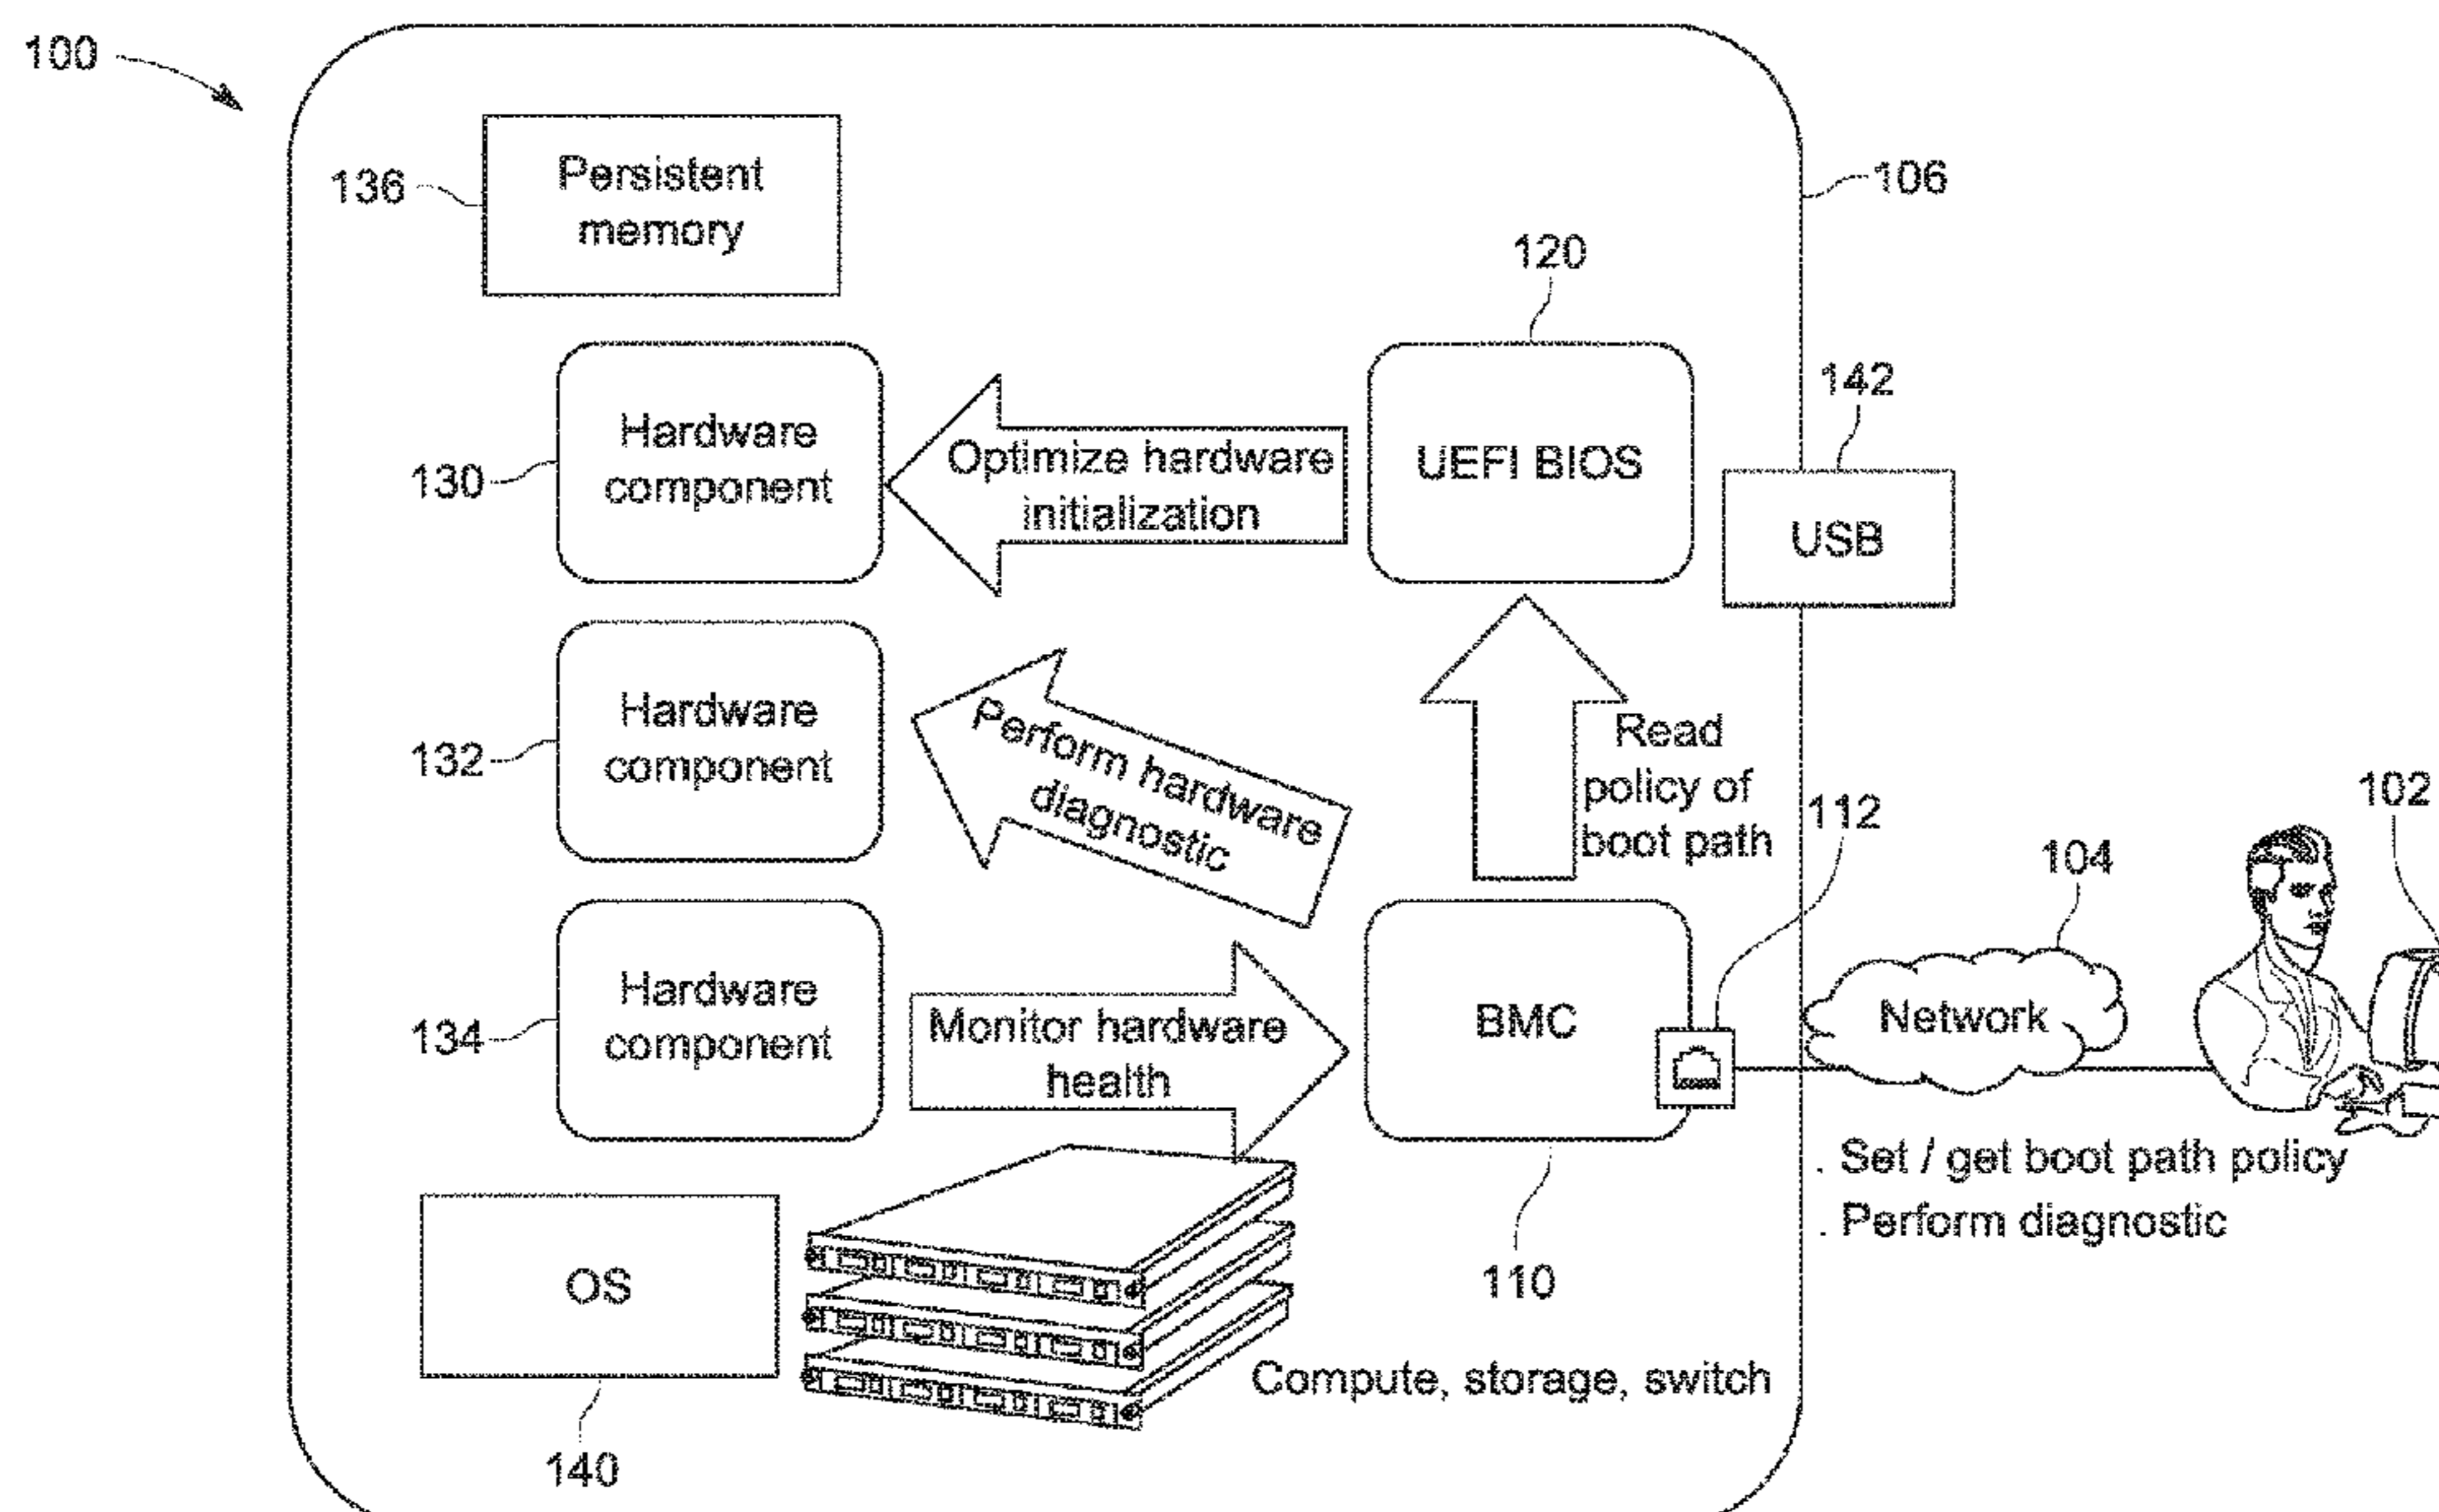 100
136
Persistent
memory
106
120
142
130
Hardware
component
Optimize hardware
initialization
UEFI BIOS
USB
132
Hardware
component
Perform hardware
diagnostic
Read
policy of
boot path
112
102
104
134
Hardware
component
Monitor hardware
health
BMC
Network
. Set / get boot path policy
. Perform diagnostic
OS
110
Compute, storage, switch
140